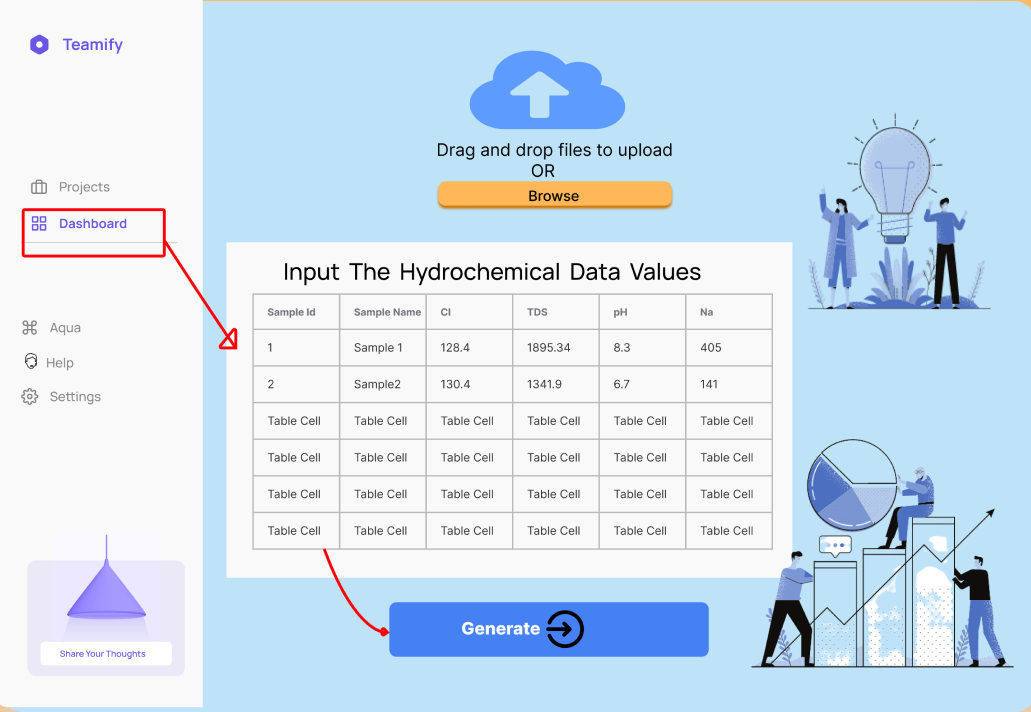 Teamify
Projects
Dashboard
Aqua
Help
Settings
Share Your Thoughts
Drag and drop files to upload
OR
Browse
Input The Hydrochemical Data Values
Sample Id Sample Name Cl TDS pH Na
1 Sample 1 128.4 1895.34 8.3 405
2 Sample2 130.4 1341.9 6.7 141
Table Cell Table Cell Table Cell Table Cell Table Cell Table Cell
Table Cell Table Cell Table Cell Table Cell Table Cell Table Cell
Table Cell Table Cell Table Cell Table Cell Table Cell Table Cell
Table Cell Table Cell Table Cell Table Cell Table Cell Table Cell
Generate